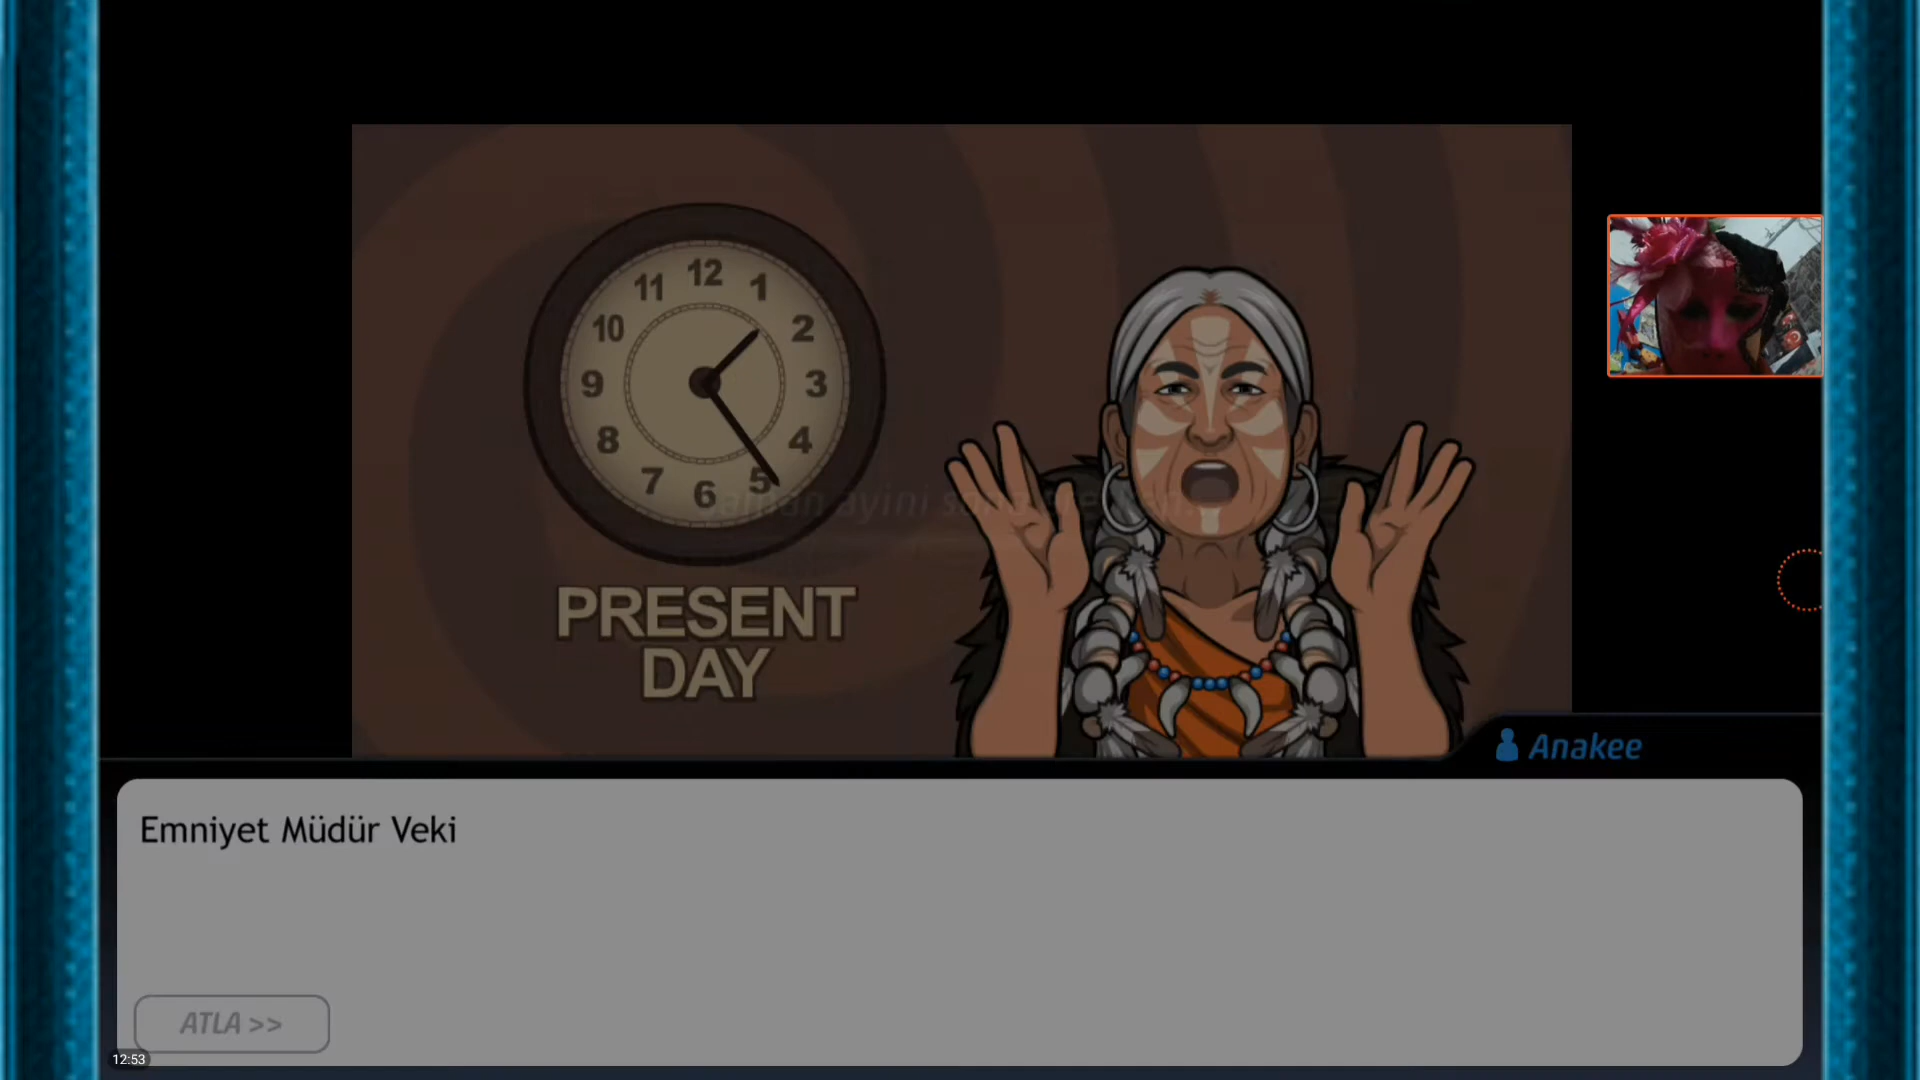 12
11
1
10
2
9
3
8
4
7
5
6
PRESENT
DAY
Anakee
Emniyet Müdür Veki
ATLA >>
12:53